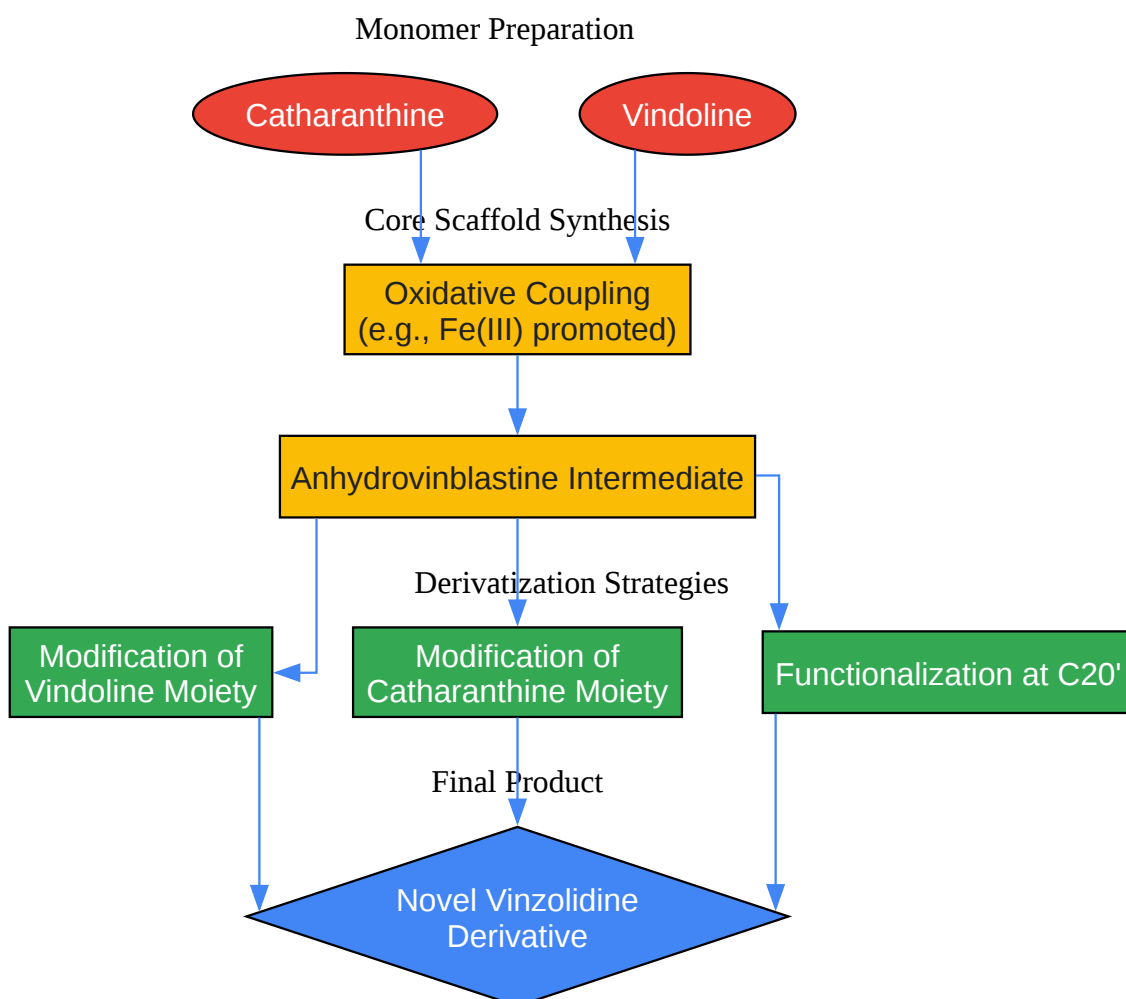 Monomer Preparation
Catharanthine
Vindoline
Core Scaffold Synthesis
Oxidative Coupling
(e.g., Fe(III) promoted)
Anhydrovinblastine Intermediate
Derivatization Strategies
Modification of
Vindoline Moiety
Modification of
Catharanthine Moiety
Functionalization at C20'
Final Product
Novel Vinzolidine
Derivative